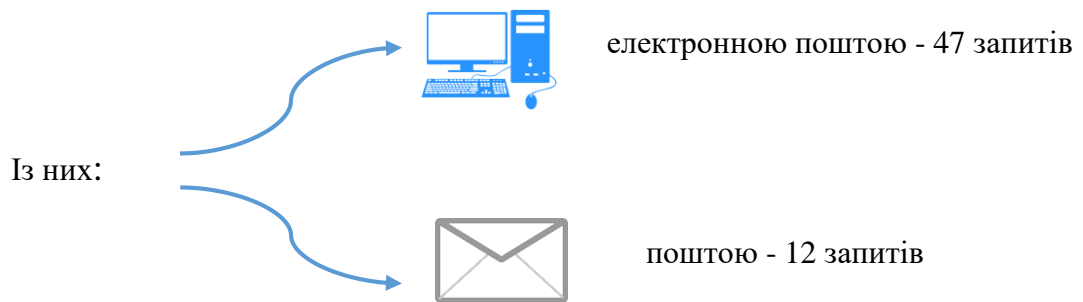 електронною поштою - 47 запитів
Із них:
поштою - 12 запитів